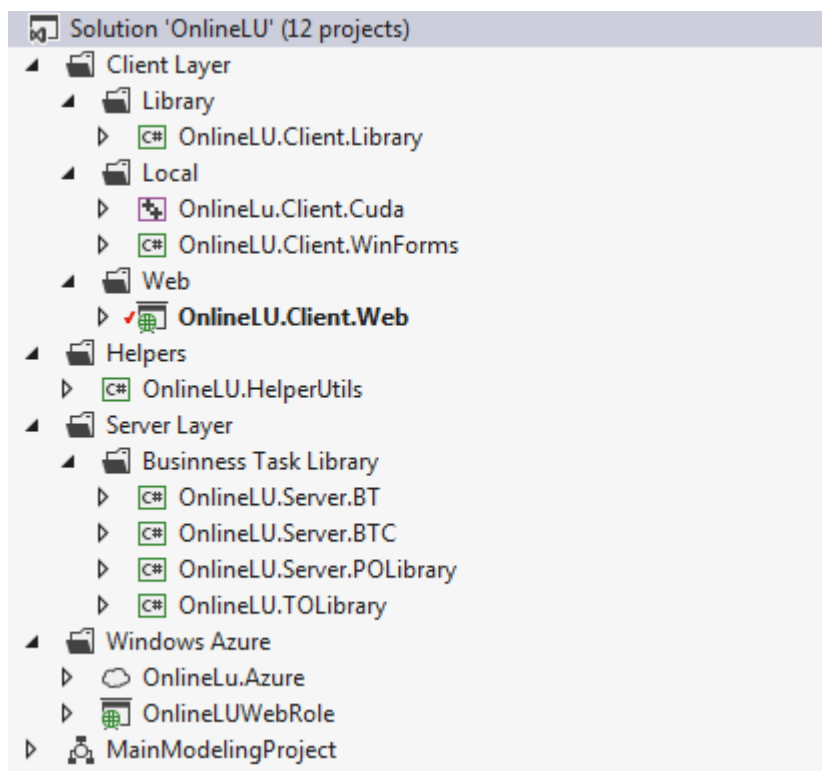 Solution 'OnlineLU' (12 projects)
Client Layer
Library
C# OnlineLU.Client.Library
Local
OnlineLu.Client.Cuda
C# OnlineLU.Client.WinForms
Web
OnlineLU.Client.Web
Helpers
C# OnlineLU.HelperUtils
Server Layer
Businness Task Library
C# OnlineLU.Server.BT
C# OnlineLU.Server.BTC
C# OnlineLU.Server.POLibrary
C# OnlineLU.TOLibrary
Windows Azure
OnlineLu.Azure
OnlineLUWebRole
MainModelingProject